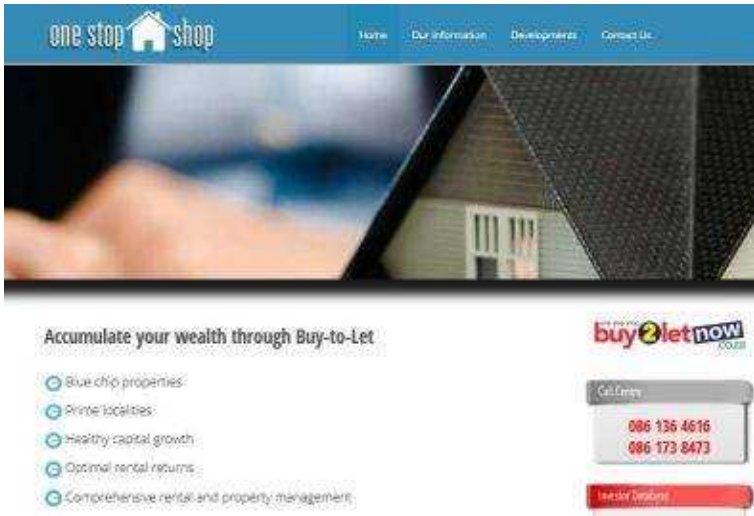 one stop shop
Home Our Information Developments Contact Us
Accumulate your wealth through Buy-to-Let
Blue chip properties
Prime localities
Healthy capital growth
Optimal rental returns
Comprehensive rental and property management
buy2letnow
.co.za
Call Centre
086 136 4616
086 173 8473
Investor Database